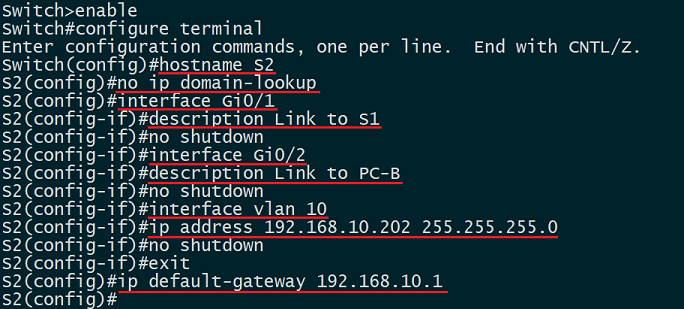 Switch>enable
Switch#configure terminal
Enter configuration commands, one per line.  End with CNTL/Z.
Switch(config)#hostname S2
S2(config)#no ip domain-lookup
S2(config)#interface Gi0/1
S2(config-if)#description Link to S1
S2(config-if)#no shutdown
S2(config-if)#interface Gi0/2
S2(config-if)#description Link to PC-B
S2(config-if)#no shutdown
S2(config-if)#interface vlan 10
S2(config-if)#ip address 192.168.10.202 255.255.255.0
S2(config-if)#no shutdown
S2(config-if)#exit
S2(config)#ip default-gateway 192.168.10.1
S2(config)#